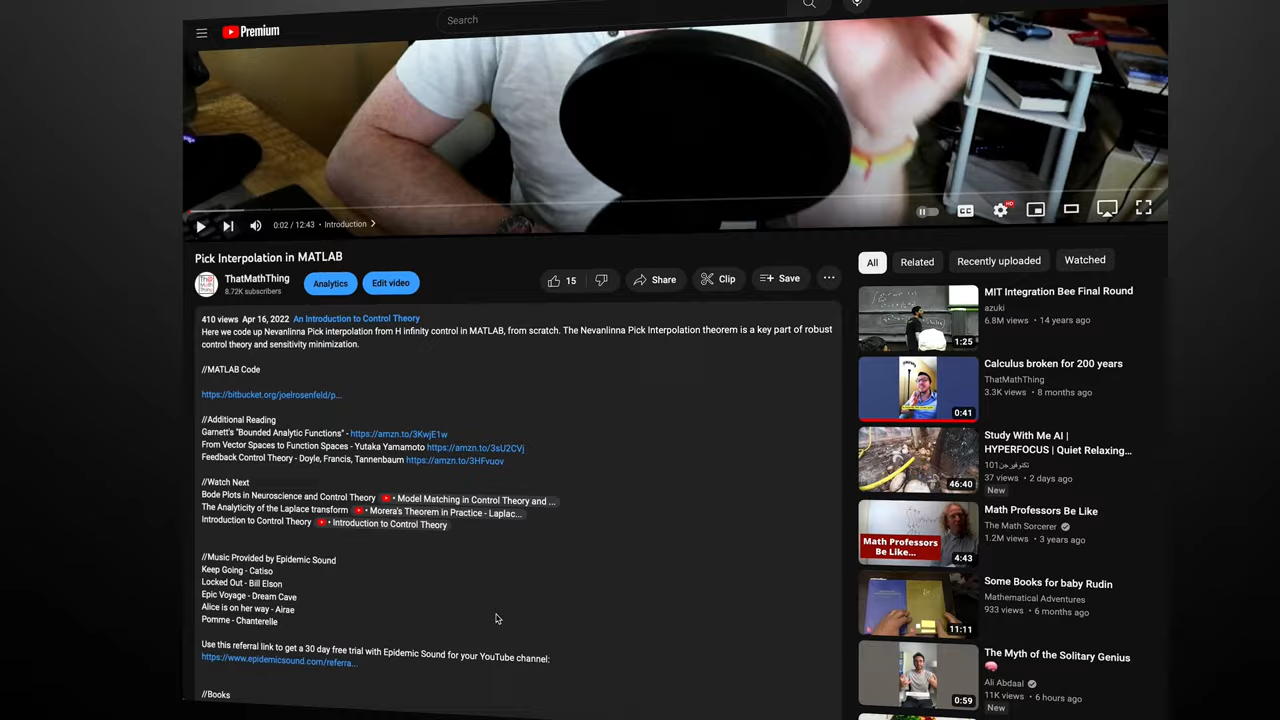 Premium
Search
0:02 / 12:43 • Introduction
Pick Interpolation in MATLAB
ThatMathThing
8.72K subscribers
Analytics
Edit video
15
Share
Clip
Save
410 views Apr 16, 2022 An Introduction to Control Theory
Here we code up Nevanlinna Pick interpolation from H infinity control in MATLAB, from scratch. The Nevanlinna Pick Interpolation theorem is a key part of robust
control theory and sensitivity minimization.
//MATLAB Code
https://bitbucket.org/joelrosenfeld/p...
//Additional Reading
Garnett's "Bounded Analytic Functions" - https://amzn.to/3KwjE1w
From Vector Spaces to Function Spaces - Yutaka Yamamoto https://amzn.to/3sU2CVj
Feedback Control Theory - Doyle, Francis, Tannenbaum https://amzn.to/3HFvuov
//Watch Next
Bode Plots in Neuroscience and Control Theory • Model Matching in Control Theory and ...
The Analyticity of the Laplace transform • Morera's Theorem in Practice - Laplac...
Introduction to Control Theory • Introduction to Control Theory
//Music Provided by Epidemic Sound
Keep Going - Catiso
Locked Out - Bill Elson
Epic Voyage - Dream Cave
Alice is on her way - Airae
Pomme - Chanterelle
Use this referral link to get a 30 day free trial with Epidemic Sound for your YouTube channel:
https://www.epidemicsound.com/referra...
//Books
All
Related
Recently uploaded
Watched
MIT Integration Bee Final Round
azuki
6.8M views • 14 years ago
1:25
Calculus broken for 200 years
ThatMathThing
3.3K views • 8 months ago
0:41
Study With Me AI |
HYPERFOCUS | Quiet Relaxing...
تكنوفيرجن101
37 views • 2 days ago
New
46:40
Math Professors Be Like
The Math Sorcerer
1.2M views • 3 years ago
Math Professors
Be Like...
4:43
Some Books for baby Rudin
Mathematical Adventures
933 views • 6 months ago
11:11
The Myth of the Solitary Genius
Ali Abdaal
11K views • 6 hours ago
New
0:59